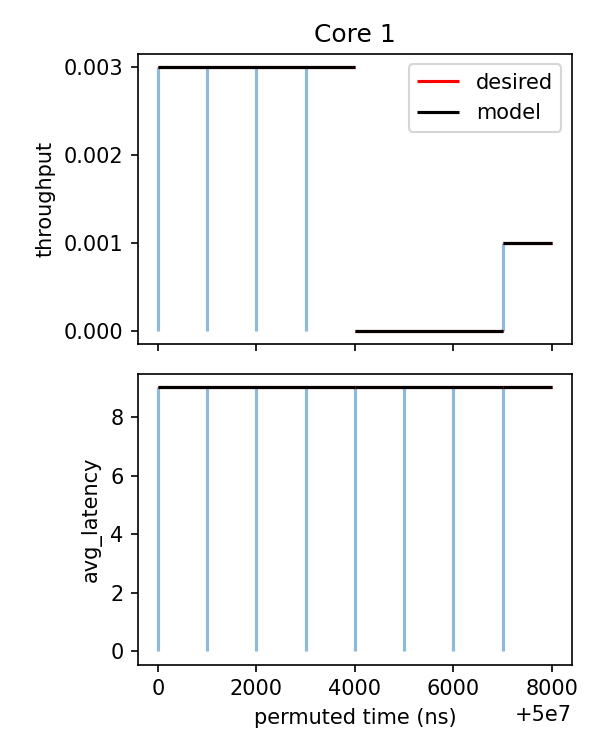 Core 1
desired
model
throughput
0.003
0.002
0.001
0.000
avg_latency
8
6
4
2
0
0 2000 4000 6000 8000
+5e7
permuted time (ns)